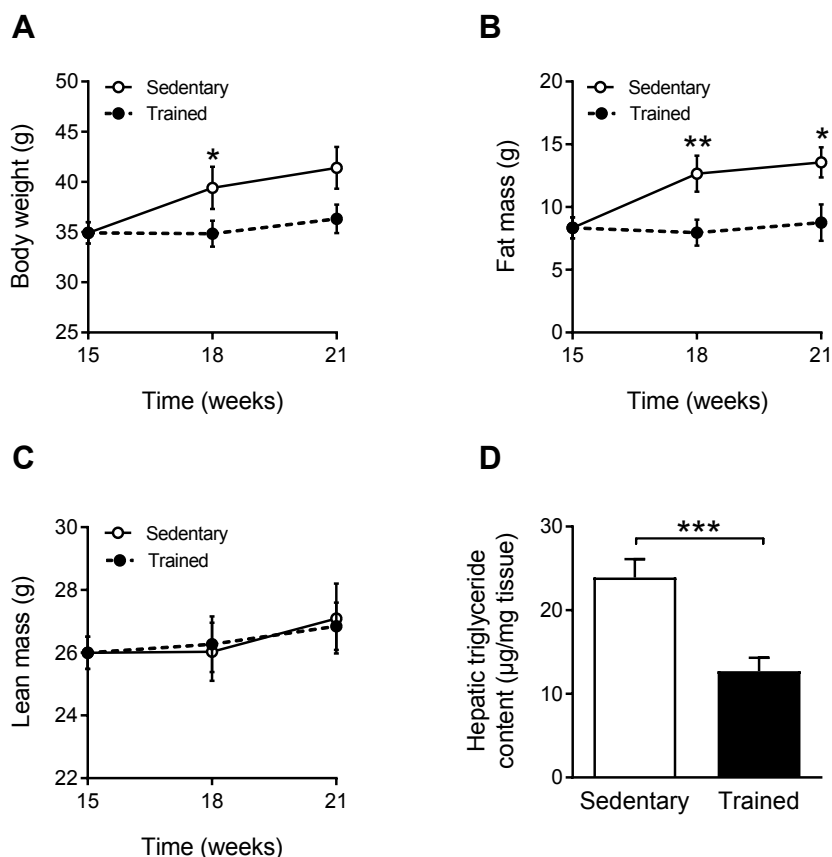 A
Sedentary
Trained
Body weight (g)
50
45
40
35
30
25
*
15
18
21
Time (weeks)
B
Sedentary
Trained
Fat mass (g)
20
15
10
5
0
**
*
15
18
21
Time (weeks)
C
Sedentary
Trained
Lean mass (g)
30
28
26
24
22
15
18
21
Time (weeks)
D
Hepatic triglyceride
content (µg/mg tissue)
30
20
10
0
***
Sedentary
Trained